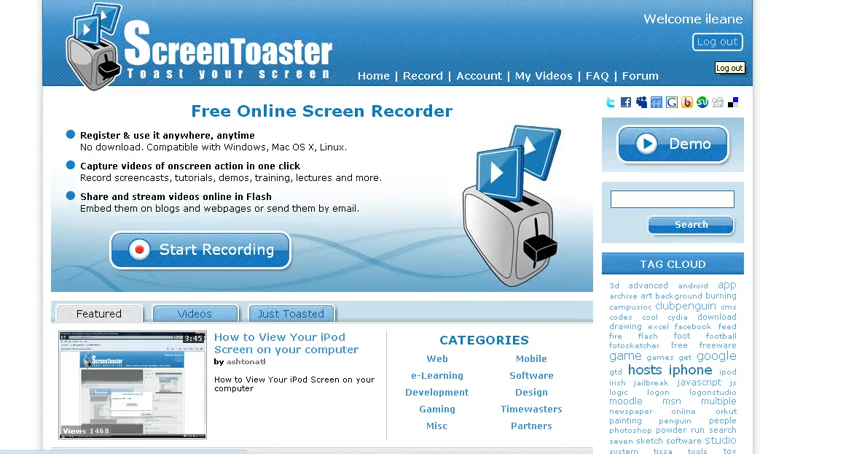 Welcome ileane
Log out
Log out
ScreenToaster
Toast your screen
Home | Record | Account | My Videos | FAQ | Forum
Free Online Screen Recorder
Register & use it anywhere, anytime
No download. Compatible with Windows, Mac OS X, Linux.
Capture videos of onscreen action in one click
Record screencasts, tutorials, demos, training, lectures and more.
Share and stream videos online in Flash
Embed them on blogs and webpages or send them by email.
Start Recording
Demo
Search
TAG CLOUD
3d advanced android app
archive art background burning
campusioc clubpenguin cms
codes cool cydia download
drawing excel facebook feed
fire flash foot football
fotosketcher free freeware
game games get google
gtd hosts iphone ipod
irish jailbreak javascript js
logic logon logonstudio
moodle msn multiple
newspaper online orkut
painting penguin people
photoshop powder run search
seven sketch software studio
system tissa tools toy
Featured
Videos
Just Toasted
3:45
ScreenToaster
Views 1468
How to View Your iPod
Screen on your computer
by ashtonatl
How to View Your iPod Screen on your
computer
CATEGORIES
Web Mobile
e-Learning Software
Development Design
Gaming Timewasters
Misc Partners